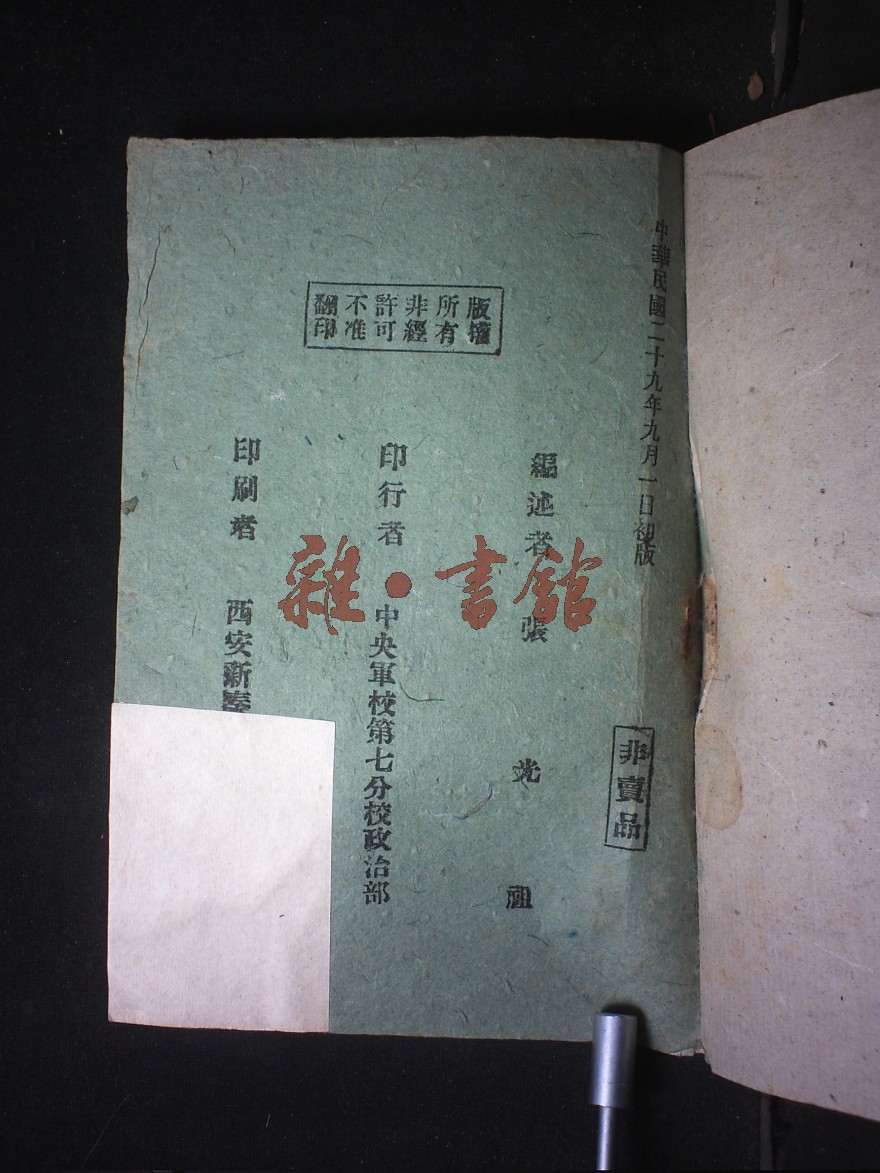 中華民國二十九年九月一日初版
非賣品
版權所有非經許可不准翻印
編述者 張光祖
印行者 中央軍校第七分校政治部
印刷者 西安新秦
雜·書館